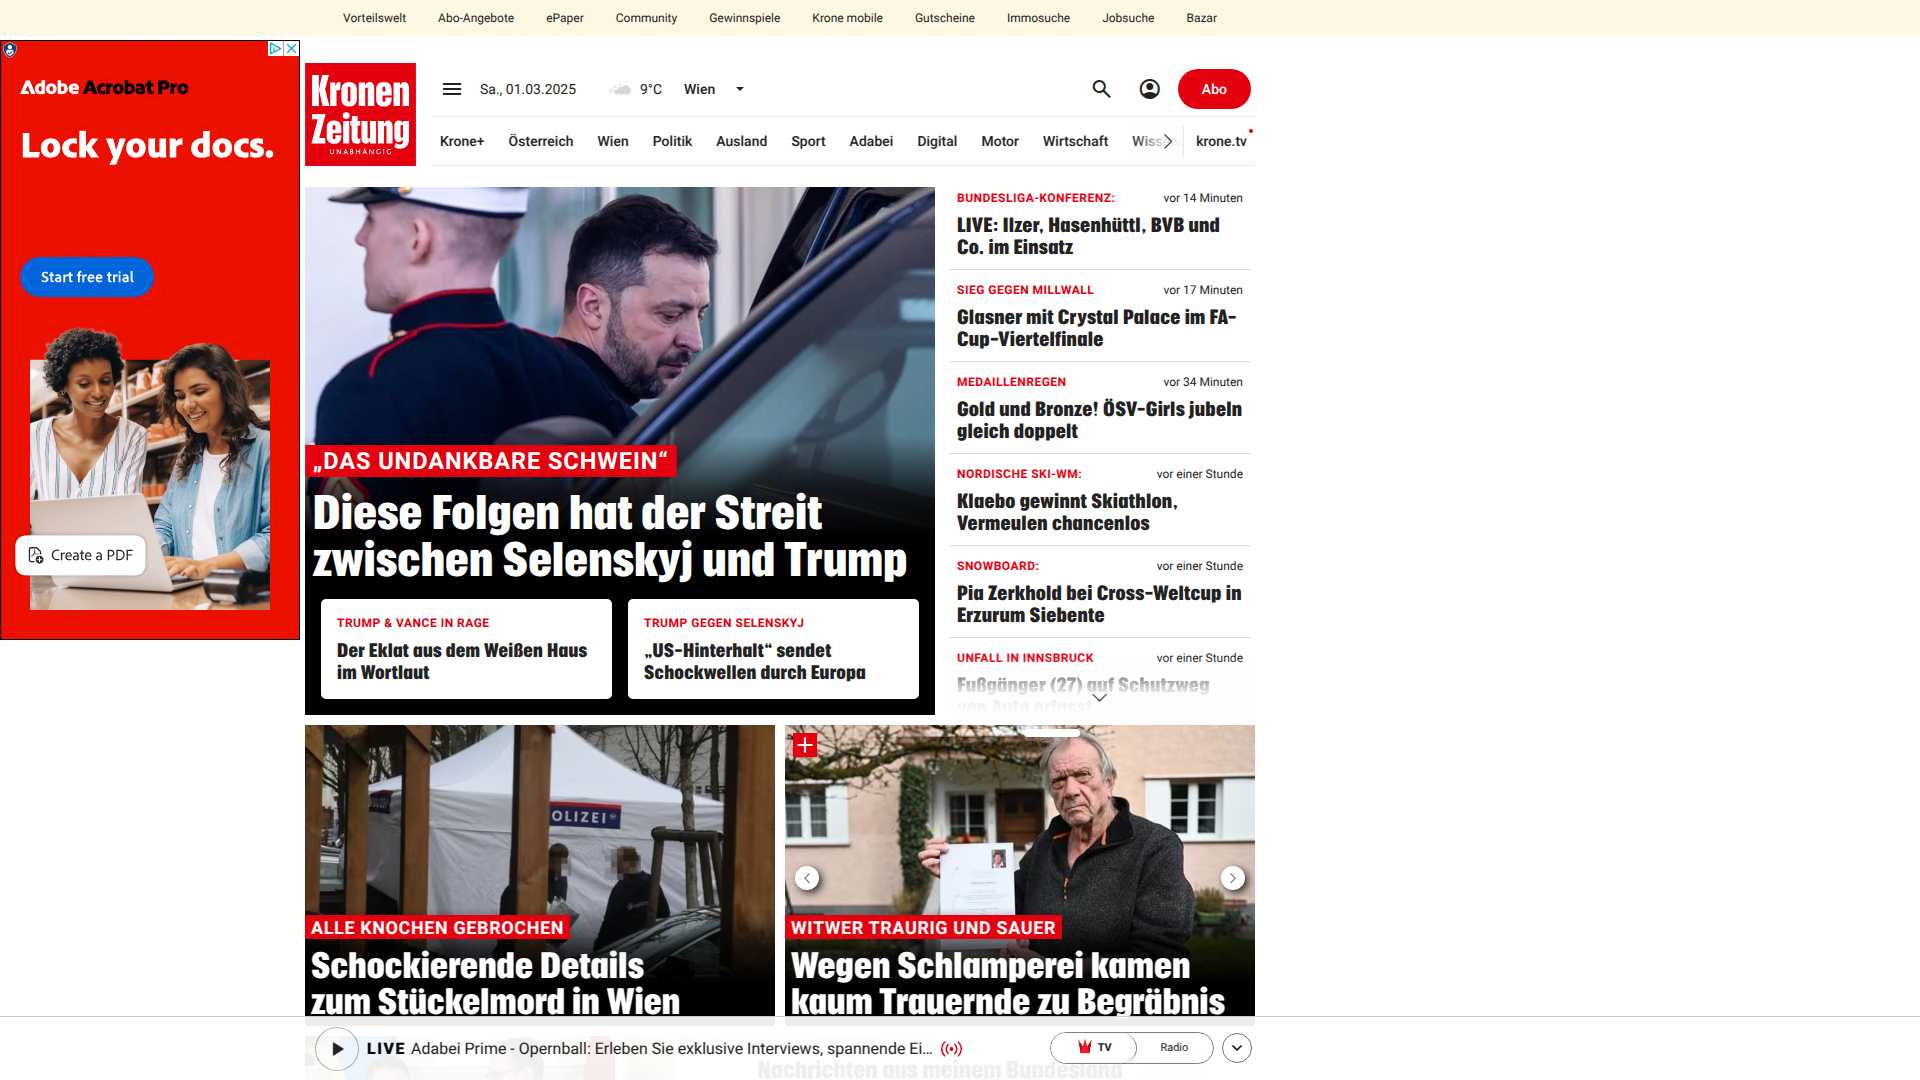 Vorteilswelt Abo-Angebote ePaper Community Gewinnspiele Krone mobile Gutscheine Immosuche Jobsuche Bazar
Adobe Acrobat Pro
Lock your docs.
Start free trial
Create a PDF
Kronen
Zeitung
UNABHÄNGIG
Sa., 01.03.2025 9°C Wien
Abo
Krone+ Österreich Wien Politik Ausland Sport Adabei Digital Motor Wirtschaft Wiss krone.tv
„DAS UNDANKBARE SCHWEIN“
Diese Folgen hat der Streit
zwischen Selenskyj und Trump
TRUMP & VANCE IN RAGE
Der Eklat aus dem Weißen Haus
im Wortlaut
TRUMP GEGEN SELENSKYJ
„US-Hinterhalt“ sendet
Schockwellen durch Europa
BUNDESLIGA-KONFERENZ: vor 14 Minuten
LIVE: Ilzer, Hasenhüttl, BVB und
Co. im Einsatz
SIEG GEGEN MILLWALL vor 17 Minuten
Glasner mit Crystal Palace im FA-
Cup-Viertelfinale
MEDAILLENREGEN vor 34 Minuten
Gold und Bronze! ÖSV-Girls jubeln
gleich doppelt
NORDISCHE SKI-WM: vor einer Stunde
Klaebo gewinnt Skiathlon,
Vermeulen chancenlos
SNOWBOARD: vor einer Stunde
Pia Zerkhold bei Cross-Weltcup in
Erzurum Siebente
UNFALL IN INNSBRUCK vor einer Stunde
Fußgänger (27) auf Schutzweg
von Auto erfasst
OLIZEI
ALLE KNOCHEN GEBROCHEN
Schockierende Details
zum Stückelmord in Wien
WITWER TRAURIG UND SAUER
Wegen Schlamperei kamen
kaum Trauernde zu Begräbnis
LIVE Adabei Prime - Opernball: Erleben Sie exklusive Interviews, spannende Ei...
TV Radio
Nachrichten aus meinem Bundesland